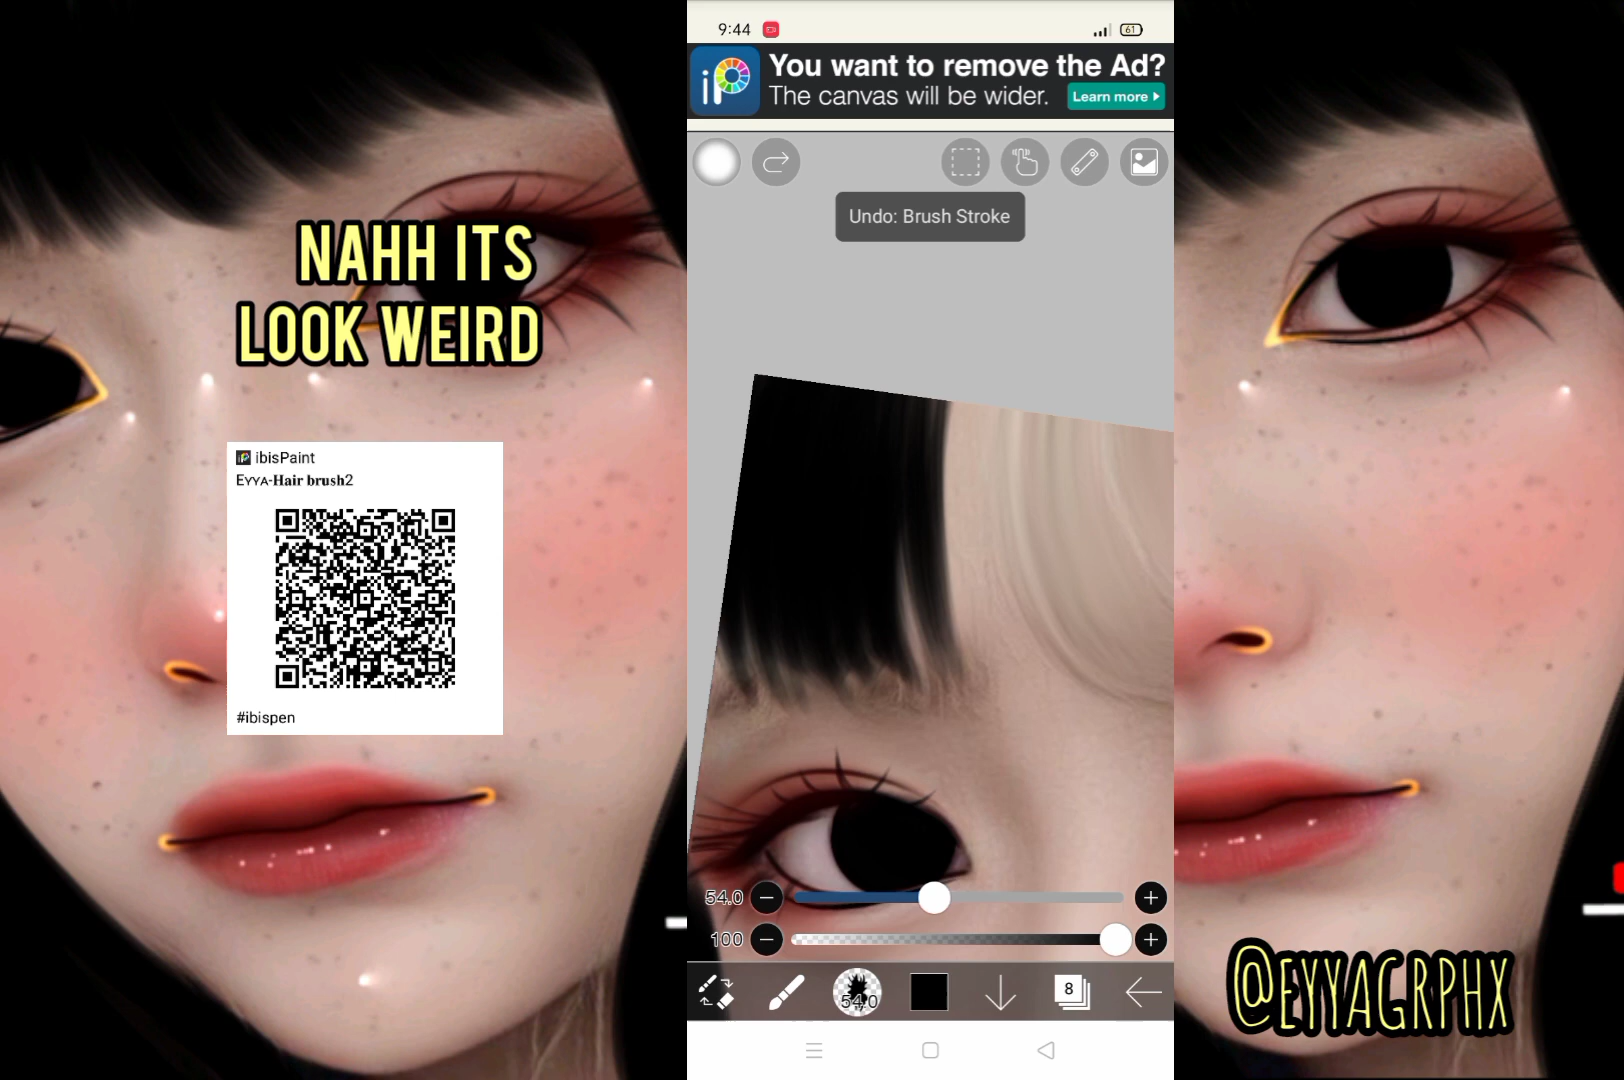 NAHH ITS
LOOK WEIRD
ibisPaint
Eyya-Hair brush2
#ibispen
9:44
61
iP
You want to remove the Ad?
The canvas will be wider.
Learn more
Undo: Brush Stroke
54.0
100
54.0
8
@EYYAGRPHX